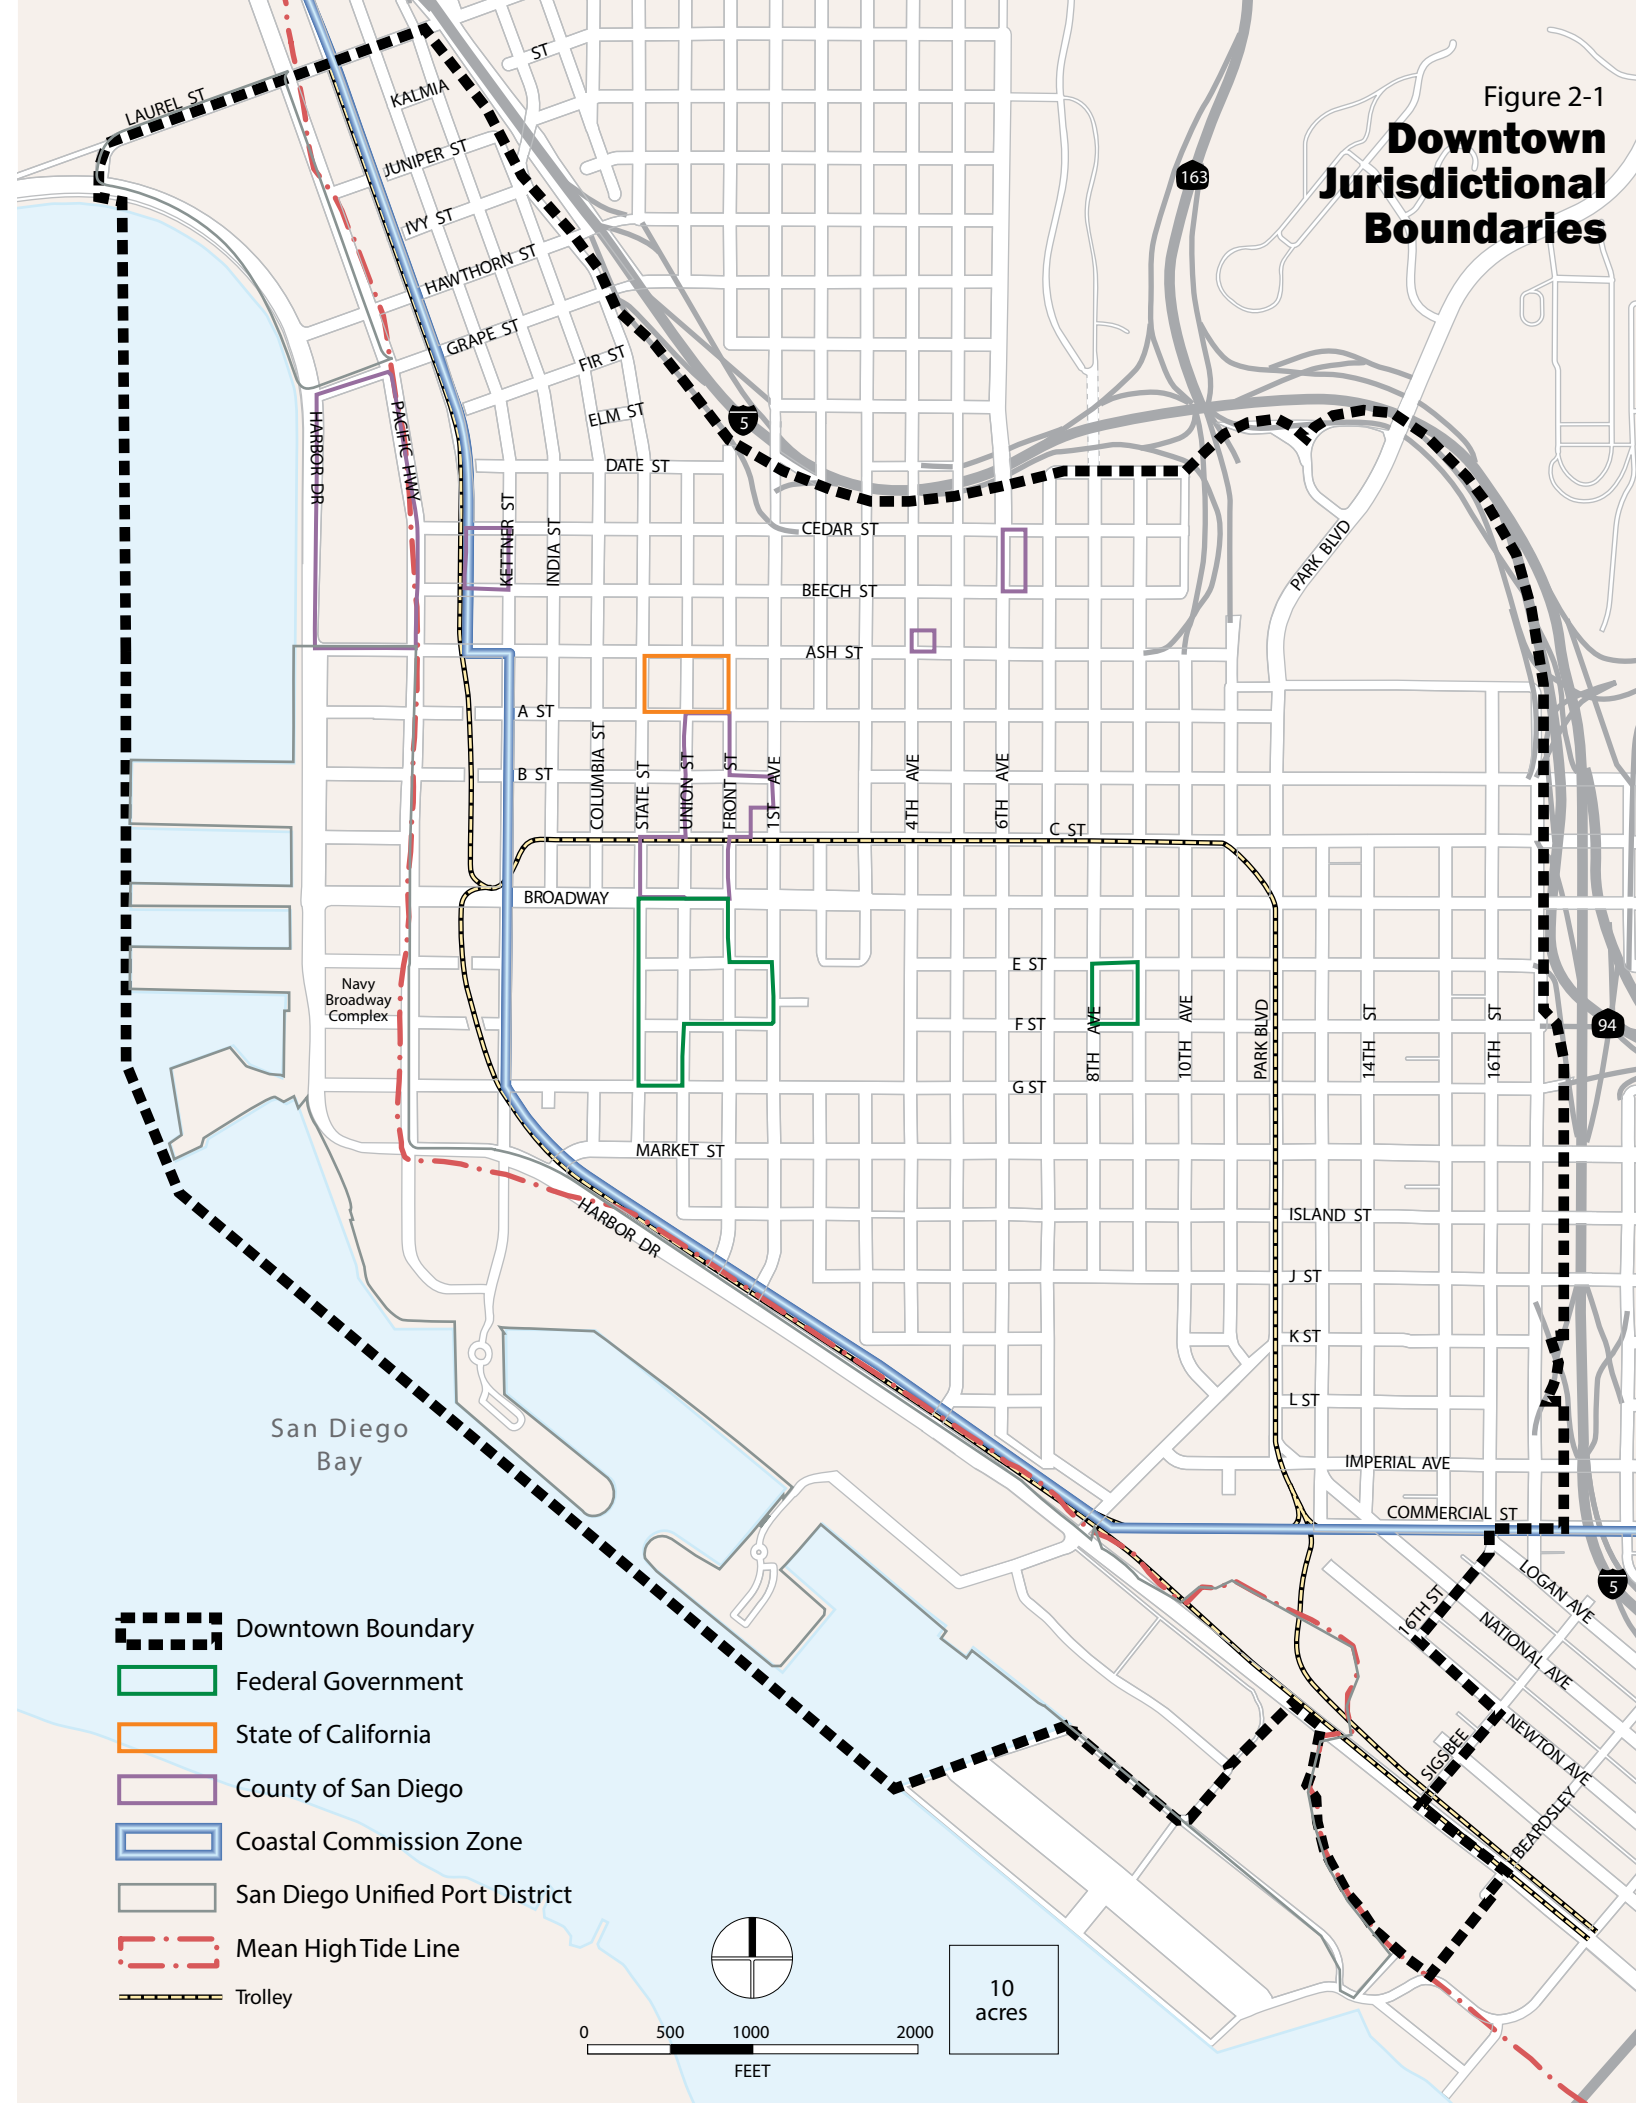 Figure 2-1
Downtown
Jurisdictional
Boundaries
ST
KALMIA
LAUREL ST
JUNIPER ST
163
IVY ST
HAWTHORN ST
GRAPE ST
FIR ST
ELM ST
5
HARBOR DR
PACIFIC HWY
DATE ST
KETTNER ST
INDIA ST
CEDAR ST
PARK BLVD
BEECH ST
ASH ST
A ST
B ST
COLUMBIA ST
STATE ST
UNION ST
FRONT ST
1ST AVE
4TH AVE
6TH AVE
C ST
BROADWAY
Navy
Broadway
Complex
E ST
F ST
G ST
8TH AVE
10TH AVE
PARK BLVD
14TH ST
16TH ST
94
MARKET ST
HARBOR DR
ISLAND ST
J ST
K ST
L ST
San Diego
Bay
IMPERIAL AVE
COMMERCIAL ST
5
LOGAN AVE
16TH ST
NATIONAL AVE
NEWTON AVE
SIGSBEE
BEARDSLEY
Downtown Boundary
Federal Government
State of California
County of San Diego
Coastal Commission Zone
San Diego Unified Port District
Mean High Tide Line
Trolley
10
acres
0 500 1000 2000
FEET